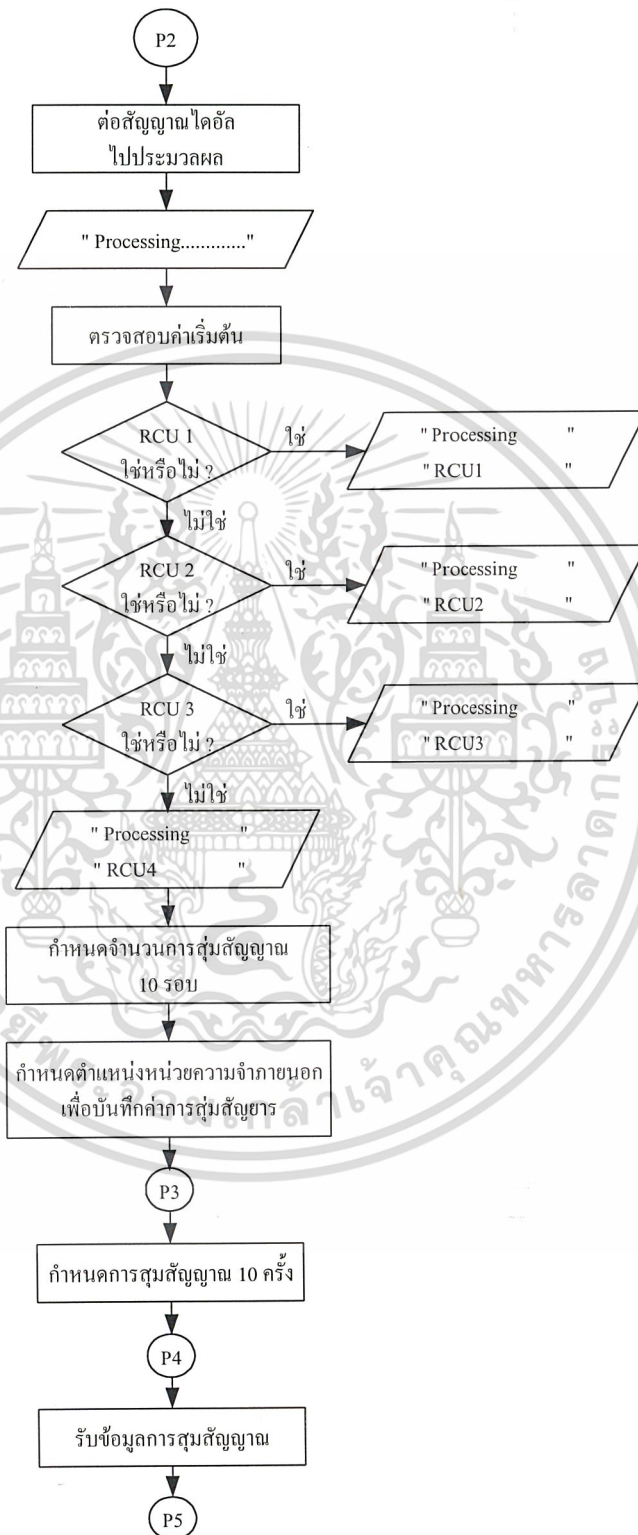 P2
ต่อสัญญาณไดอัล
ไปประมวลผล
" Processing............."
ตรวจสอบค่าเริ่มต้น
RCU 1
ใช่หรือไม่ ?
ใช่
" Processing "
" RCU1 "
ไม่ใช่
RCU 2
ใช่หรือไม่ ?
ใช่
" Processing "
" RCU2 "
ไม่ใช่
RCU 3
ใช่หรือไม่ ?
ใช่
" Processing "
" RCU3 "
ไม่ใช่
" Processing "
" RCU4 "
กำหนดจำนวนการสุ่มสัญญาณ
10 รอบ
กำหนดตำแหน่งหน่วยความจำภายนอก
เพื่อบันทึกค่าการสุ่มสัญยาร
P3
กำหนดการสุมสัญญาณ 10 ครั้ง
P4
รับข้อมูลการสุมสัญญาณ
P5